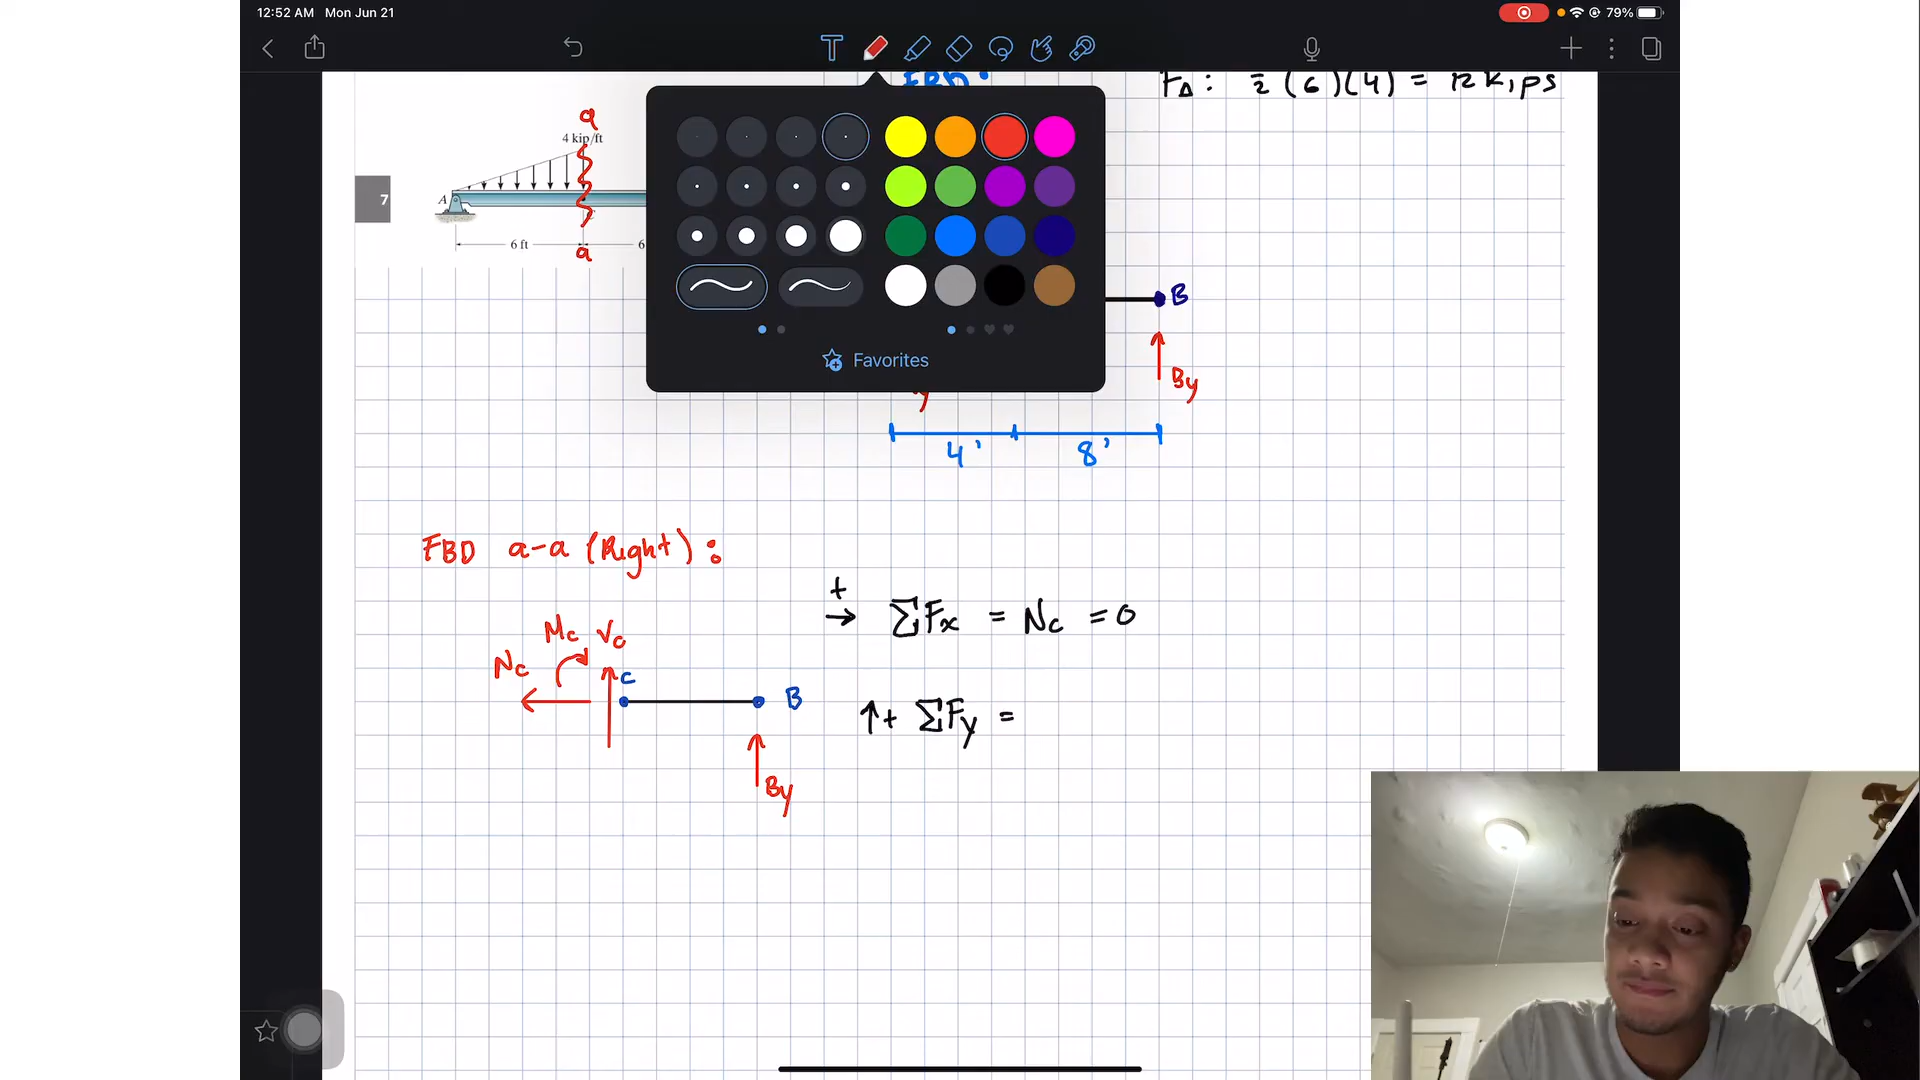 12:52 AM Mon Jun 21
79%
FBD:
F△: ½ (6)(4) = 12 kips
a
4 kip/ft
7
A
a
6 ft
6
B
By
y
4' 8'
FBD a-a (Right) :
+
→ ΣFx = Nc = 0
Mc Vc
Nc
c
B
↑+ ΣFy =
By
Favorites